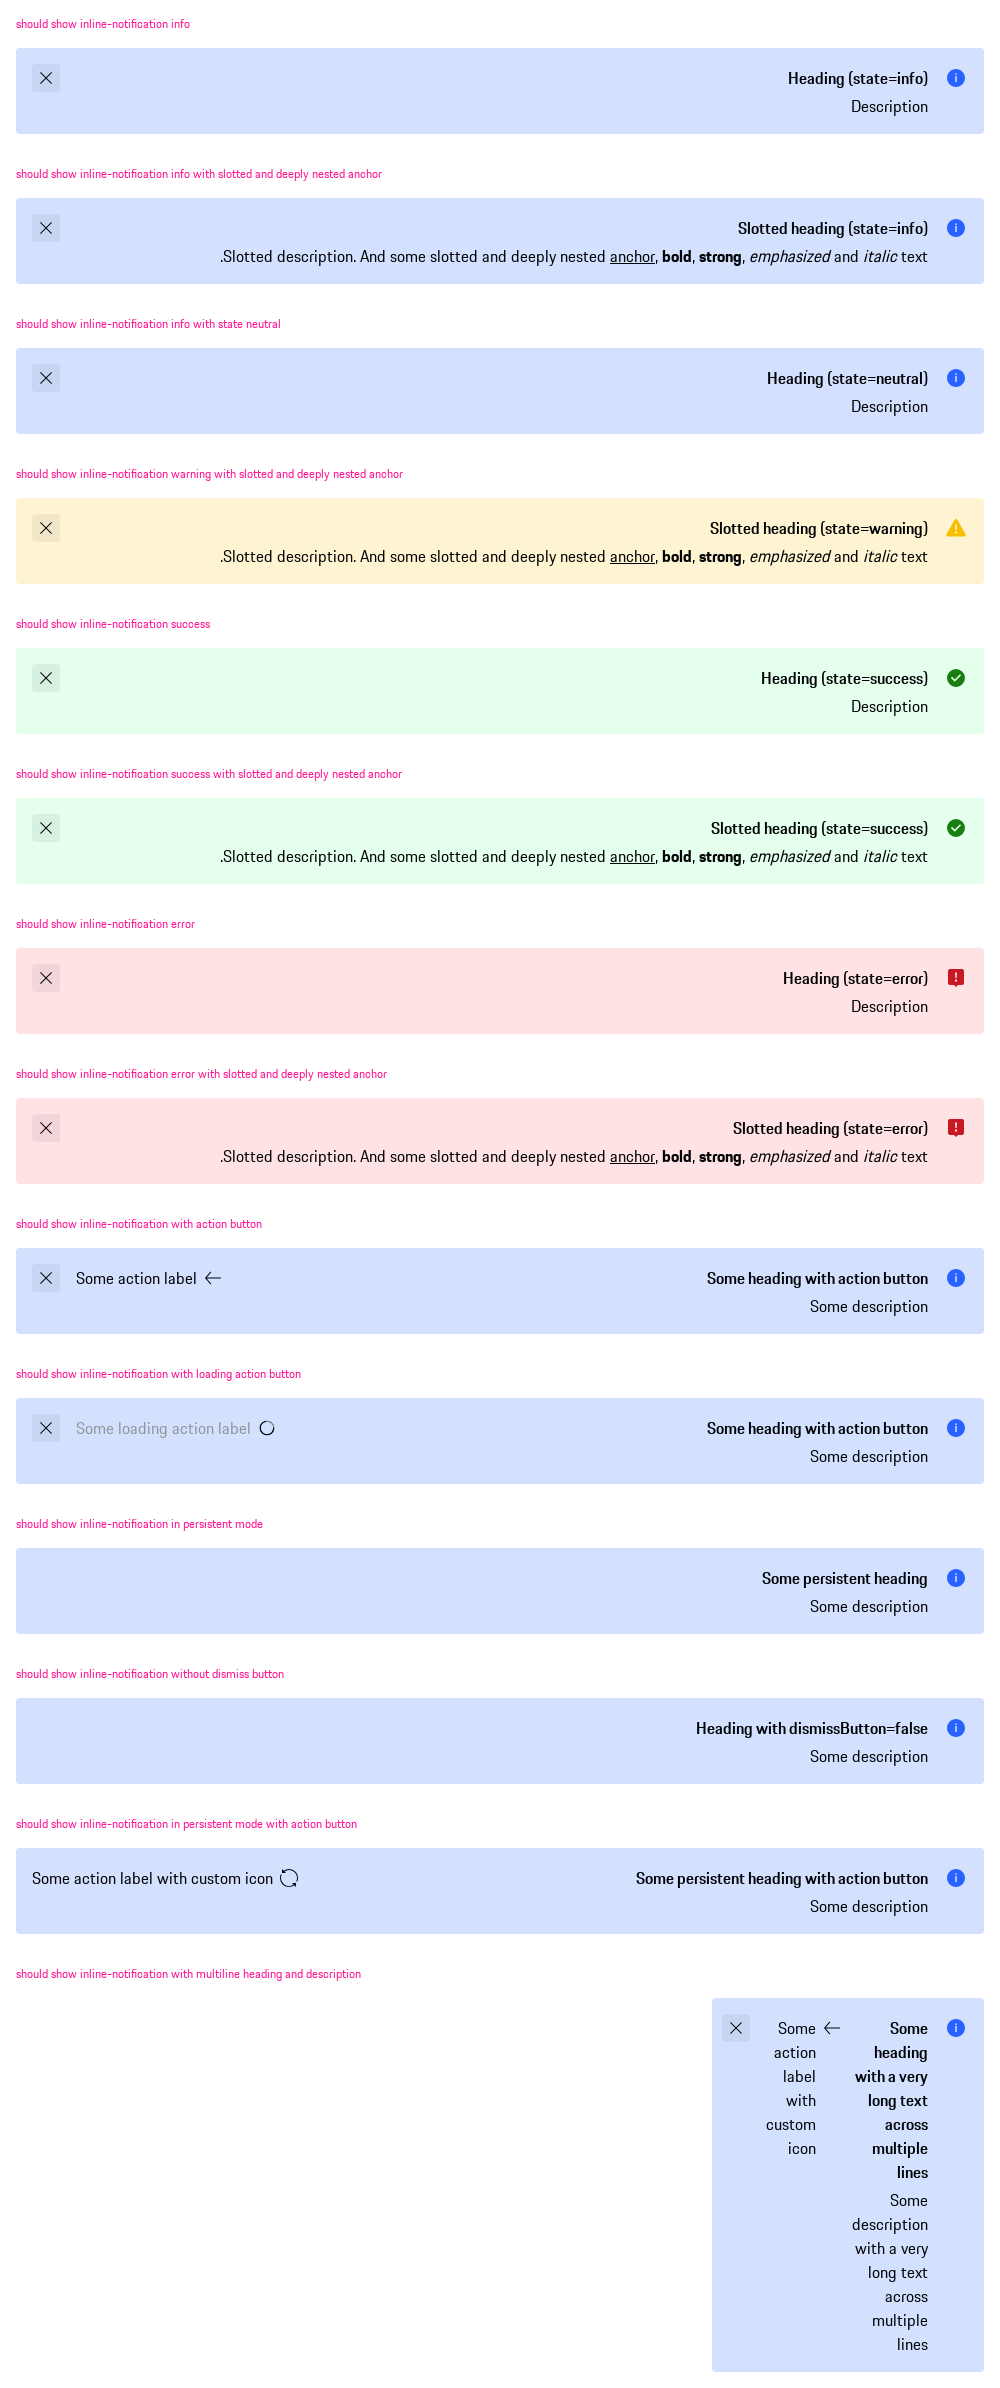 should show inline-notification info
Heading (state=info)
Description
should show inline-notification info with slotted and deeply nested anchor
Slotted heading (state=info)
.Slotted description. And some slotted and deeply nested anchor, bold, strong, emphasized and italic text
should show inline-notification info with state neutral
Heading (state=neutral)
Description
should show inline-notification warning with slotted and deeply nested anchor
Slotted heading (state=warning)
.Slotted description. And some slotted and deeply nested anchor, bold, strong, emphasized and italic text
should show inline-notification success
Heading (state=success)
Description
should show inline-notification success with slotted and deeply nested anchor
Slotted heading (state=success)
.Slotted description. And some slotted and deeply nested anchor, bold, strong, emphasized and italic text
should show inline-notification error
Heading (state=error)
Description
should show inline-notification error with slotted and deeply nested anchor
Slotted heading (state=error)
.Slotted description. And some slotted and deeply nested anchor, bold, strong, emphasized and italic text
should show inline-notification with action button
Some action label
Some heading with action button
Some description
should show inline-notification with loading action button
Some loading action label
Some heading with action button
Some description
should show inline-notification in persistent mode
Some persistent heading
Some description
should show inline-notification without dismiss button
Heading with dismissButton=false
Some description
should show inline-notification in persistent mode with action button
Some action label with custom icon
Some persistent heading with action button
Some description
should show inline-notification with multiline heading and description
Some
action
label
with
custom
icon
Some
heading
with a very
long text
across
multiple
lines
Some
description
with a very
long text
across
multiple
lines